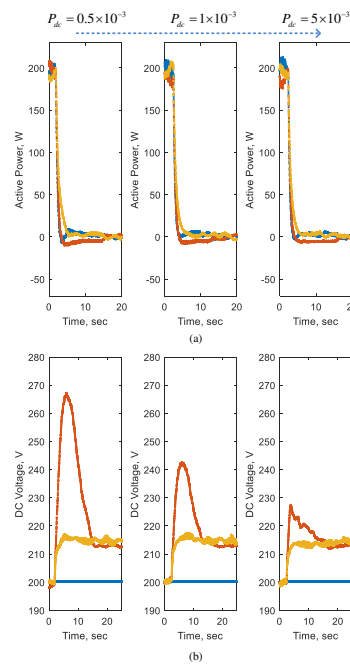 P_dc = 0.5×10⁻³ P_dc = 1×10⁻³ P_dc = 5×10⁻³
Active Power, W
200
150
100
50
0
-50
0 10 20
Time, sec
Active Power, W
200
150
100
50
0
-50
0 10 20
Time, sec
Active Power, W
200
150
100
50
0
-50
0 10 20
Time, sec
(a)
DC Voltage, V
280
270
260
250
240
230
220
210
200
190
0 10 20
Time, sec
DC Voltage, V
280
270
260
250
240
230
220
210
200
190
0 10 20
Time, sec
DC Voltage, V
280
270
260
250
240
230
220
210
200
190
0 10 20
Time, sec
(b)